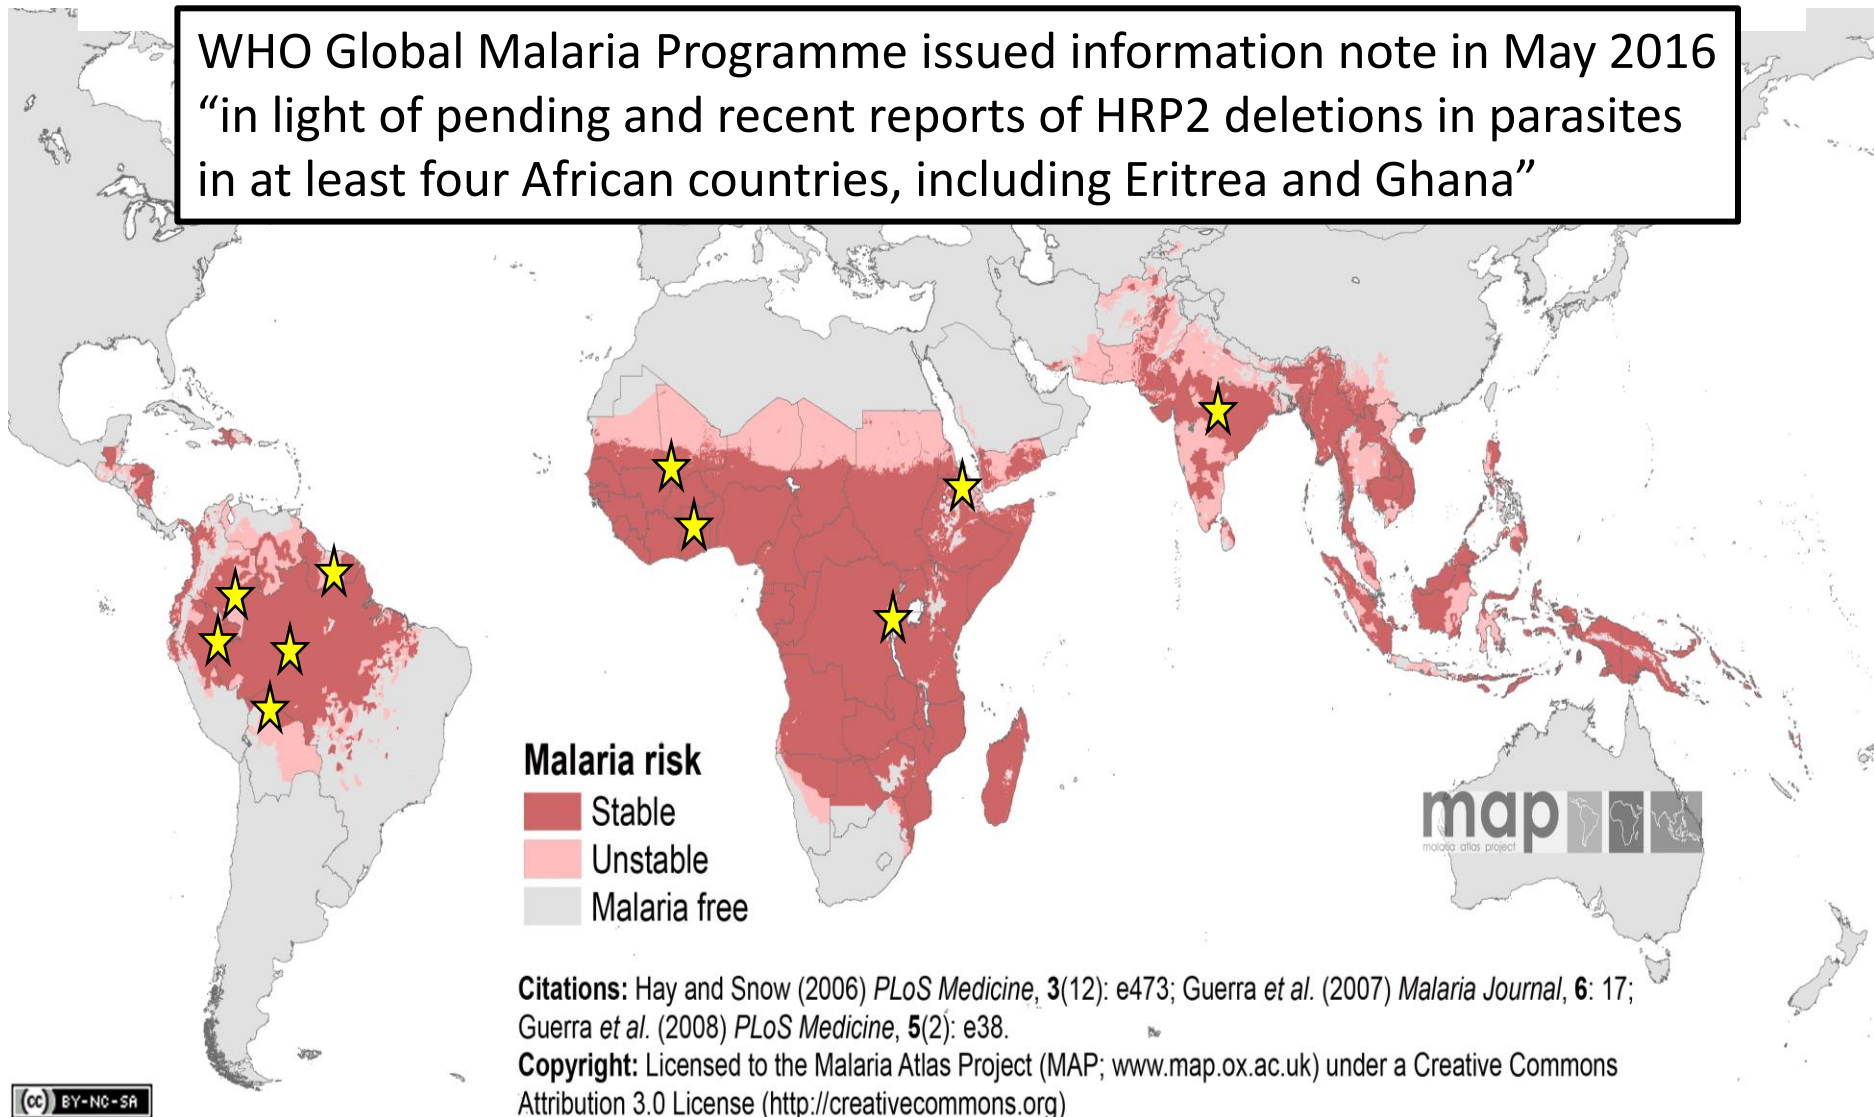 WHO Global Malaria Programme issued information note in May 2016
“in light of pending and recent reports of HRP2 deletions in parasites
in at least four African countries, including Eritrea and Ghana”
Malaria risk
Stable
Unstable
Malaria free
map
malaria atlas project
Citations: Hay and Snow (2006) PLoS Medicine, 3(12): e473; Guerra et al. (2007) Malaria Journal, 6: 17;
Guerra et al. (2008) PLoS Medicine, 5(2): e38.
Copyright: Licensed to the Malaria Atlas Project (MAP; www.map.ox.ac.uk) under a Creative Commons
Attribution 3.0 License (http://creativecommons.org)
(cc) BY-NC-SA